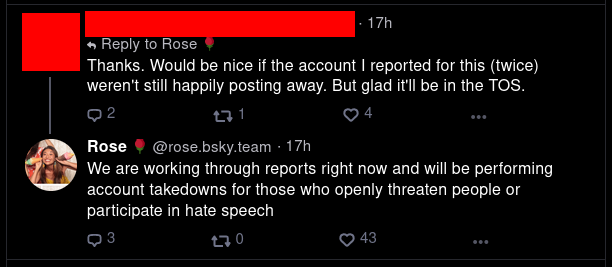 · 17h
Reply to Rose 🌹
Thanks. Would be nice if the account I reported for this (twice)
weren't still happily posting away. But glad it'll be in the TOS.
2 1 4 ...
Rose 🌹 @rose.bsky.team · 17h
We are working through reports right now and will be performing
account takedowns for those who openly threaten people or
participate in hate speech
3 0 43 ...